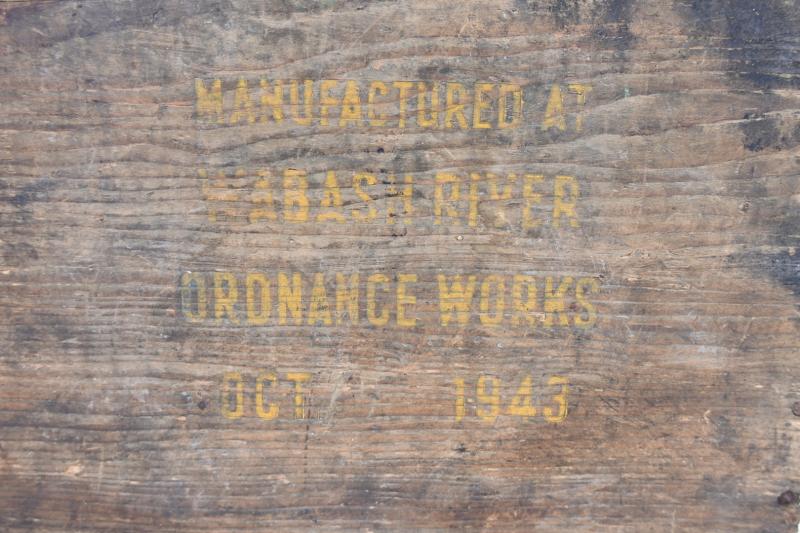 MANUFACTURED AT
WABASH RIVER
ORDNANCE WORKS
OCT 1943